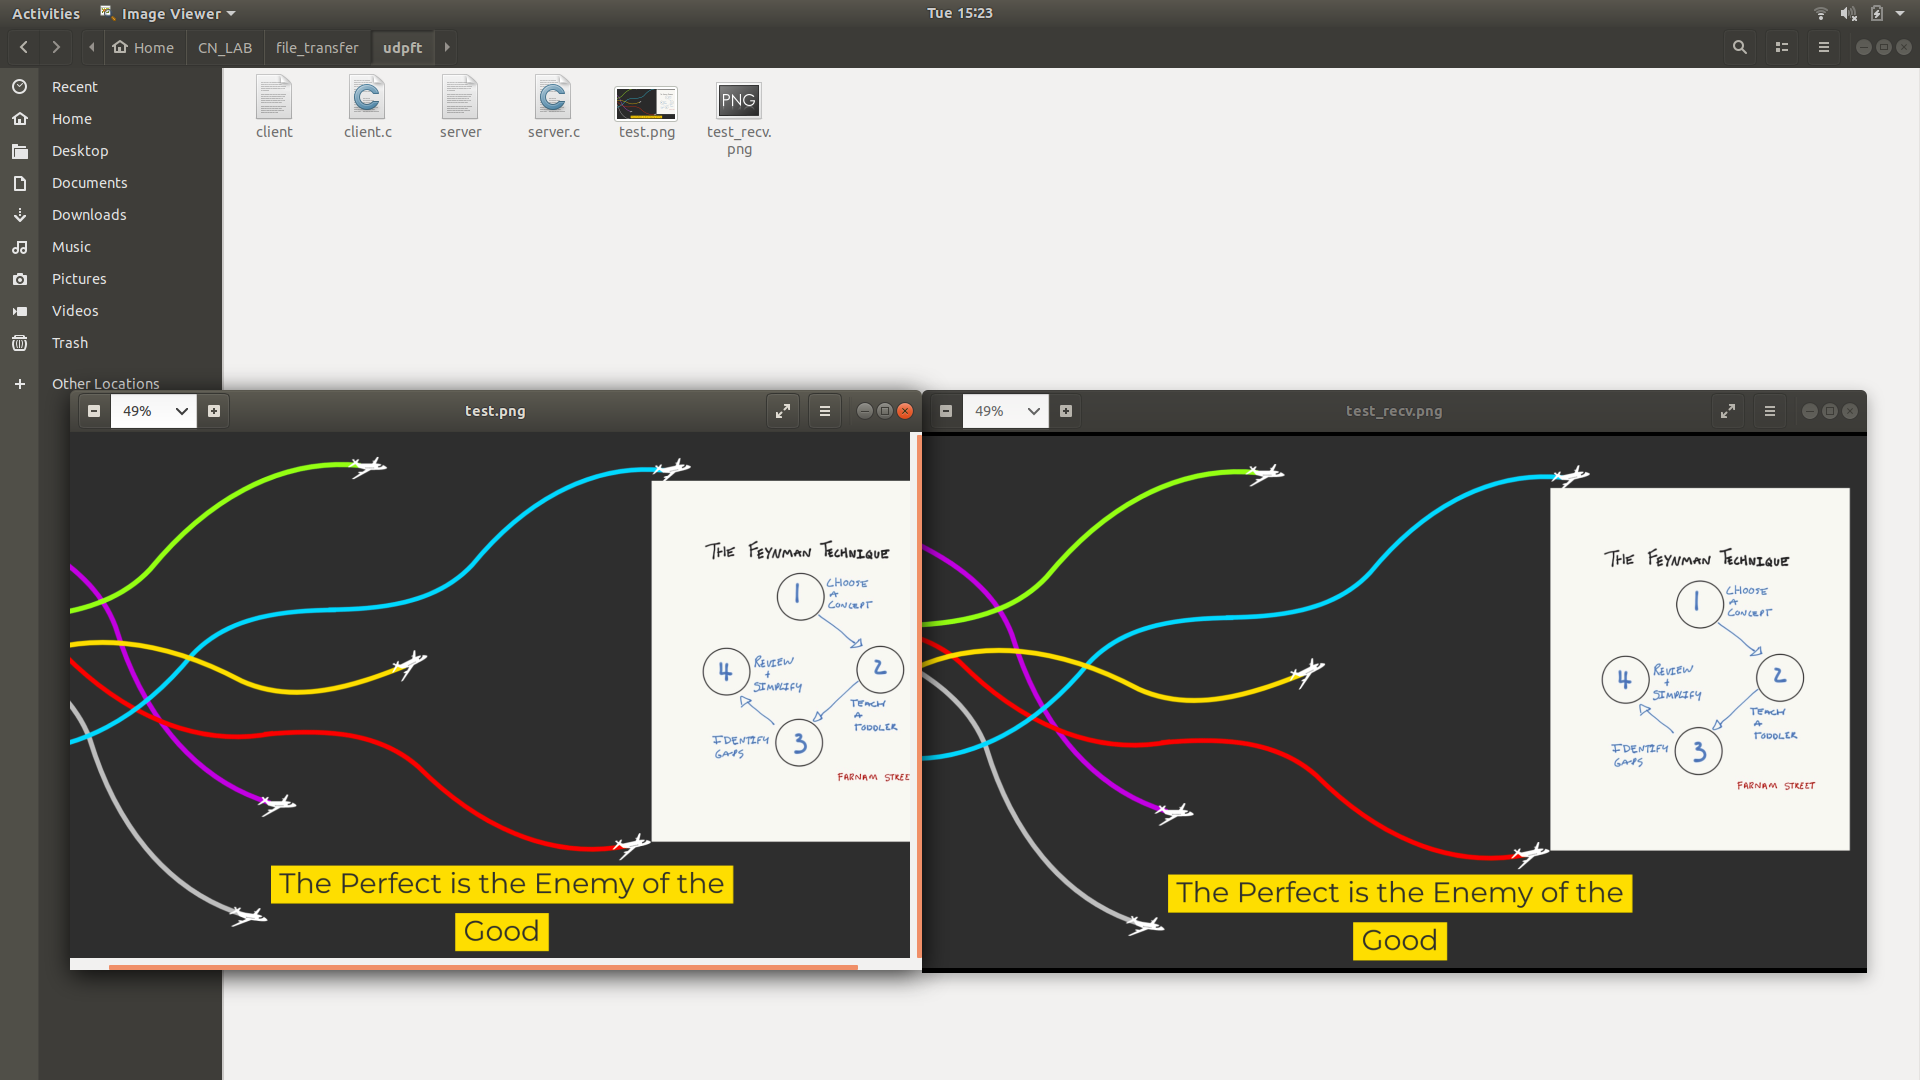 Activities
Image Viewer
Tue 15:23
Home
CN_LAB
file_transfer
udpft
Recent
Home
Desktop
Documents
Downloads
Music
Pictures
Videos
Trash
Other Locations
client
client.c
server
server.c
test.png
PNG
test_recv.
png
49%
test.png
THE FEYNMAN TECHNIQUE
1
CHOOSE
A
CONCEPT
2
TEACH
A
TODDLER
3
IDENTIFY
GAPS
4
REVIEW
+
SIMPLIFY
FARNAM STREE
The Perfect is the Enemy of the
Good
49%
test_recv.png
THE FEYNMAN TECHNIQUE
1
CHOOSE
A
CONCEPT
2
TEACH
A
TODDLER
3
IDENTIFY
GAPS
4
REVIEW
+
SIMPLIFY
FARNAM STREET
The Perfect is the Enemy of the
Good